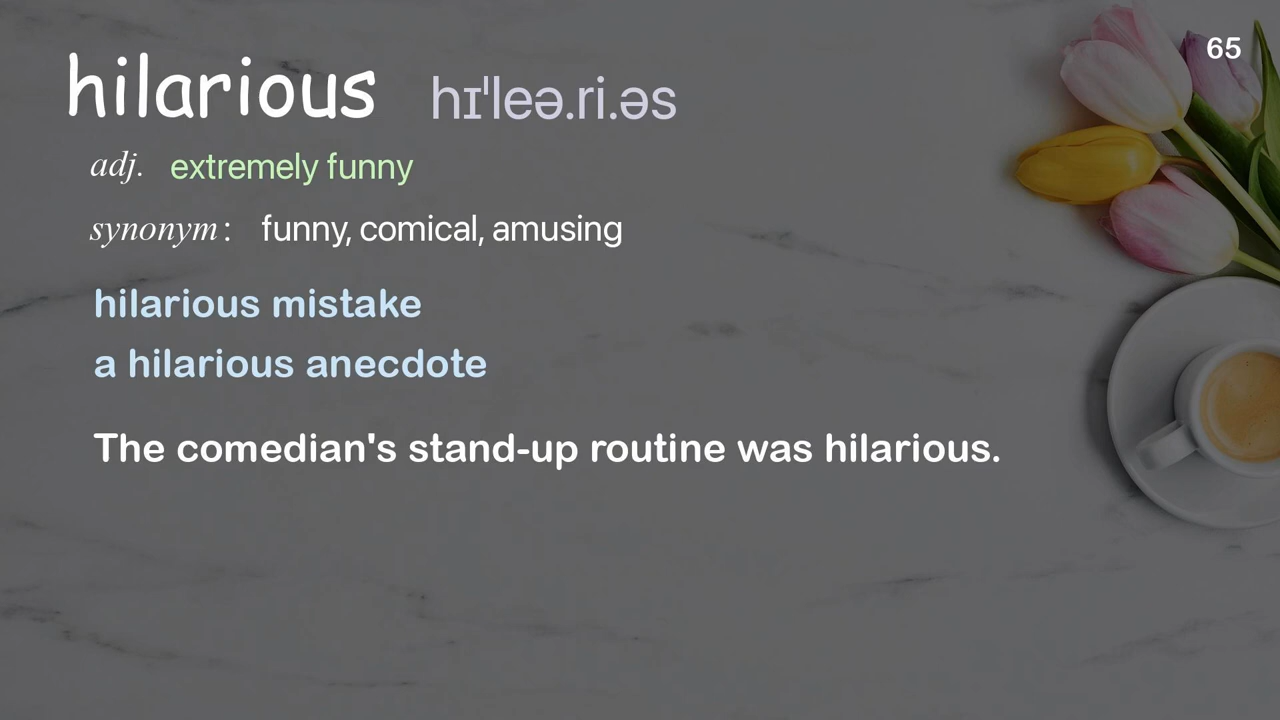 65
hilarious hɪˈleə.ri.əs
adj. extremely funny
synonym: funny, comical, amusing
hilarious mistake
a hilarious anecdote
The comedian's stand-up routine was hilarious.